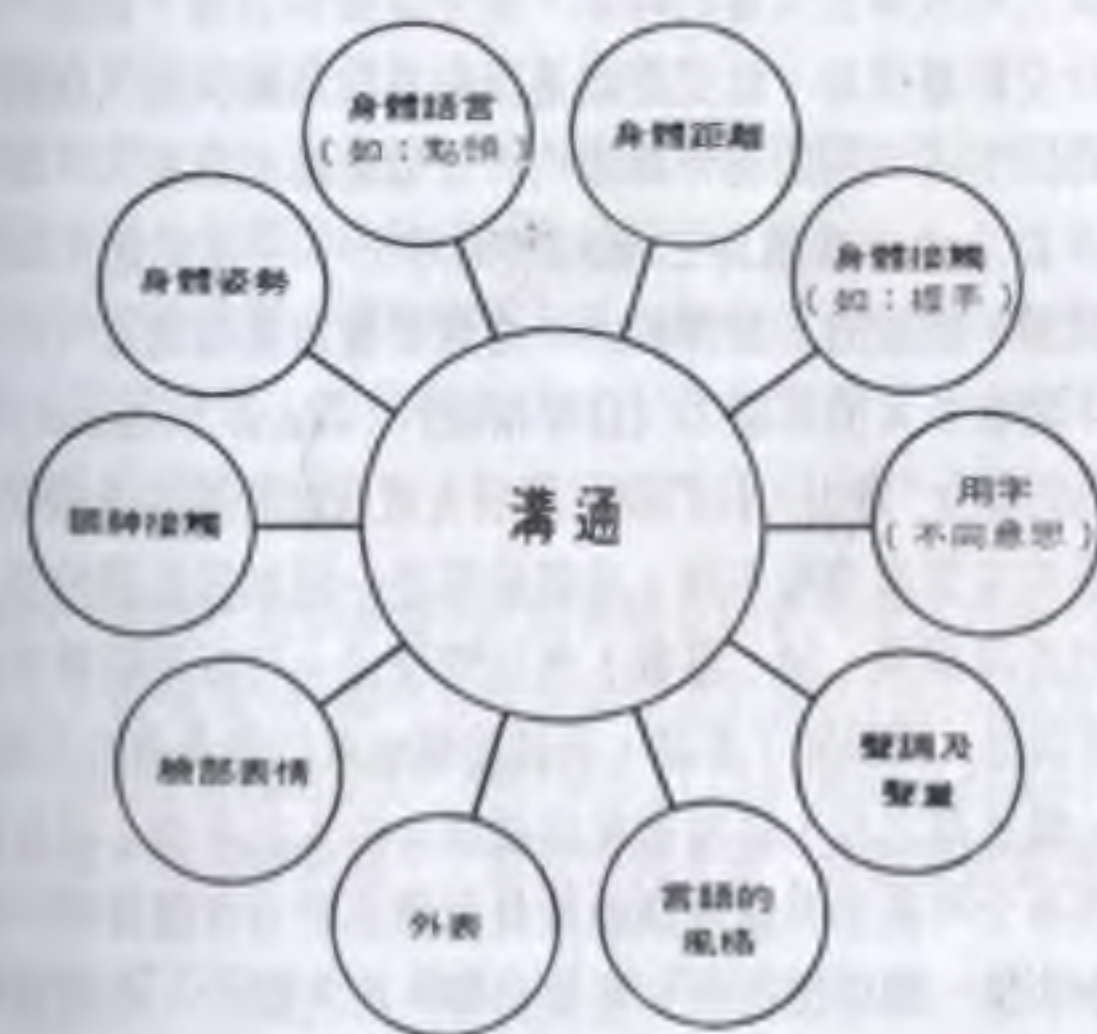 身體語言
(如：點頭)
身體距離
身體姿勢
身體接觸
(如：握手)
眼神接觸
溝通
用字
(不同意思)
臉部表情
聲調及
聲量
外表
言語的
風格